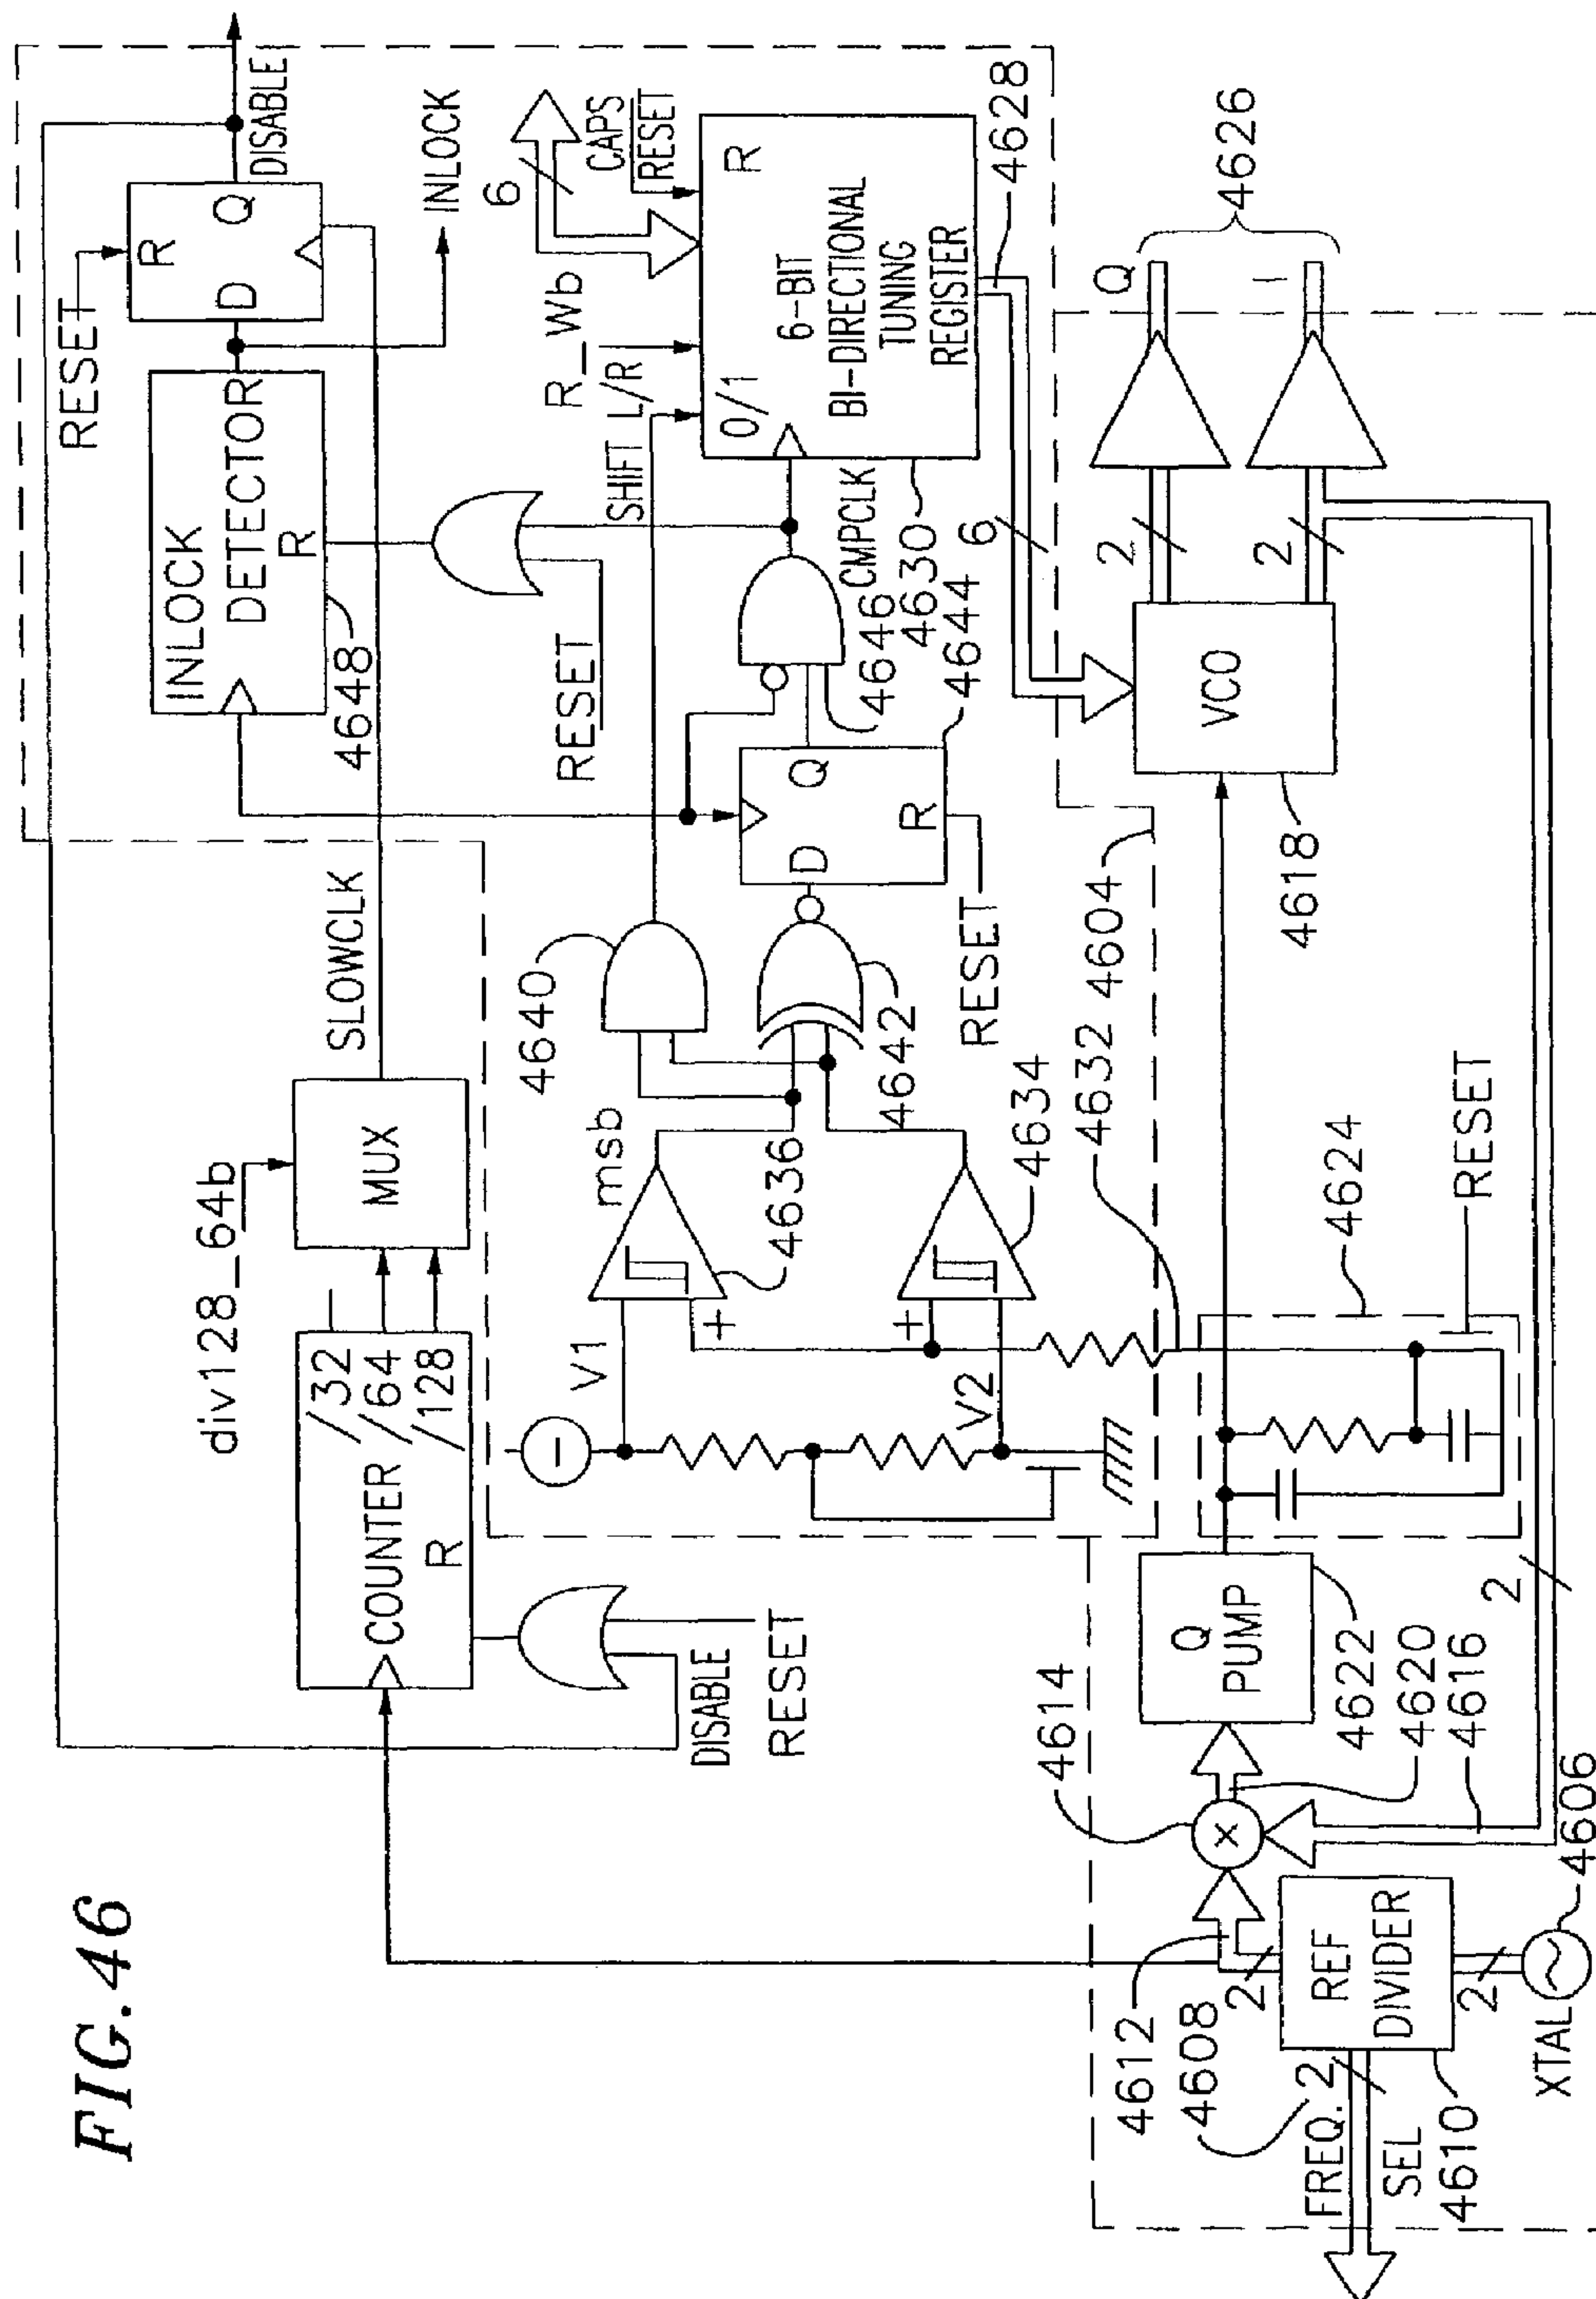 FIG.46
div128_64b
COUNTER
/32
/64
/128
R
MUX
SLOWCLK
DISABLE
RESET
INLOCK
DETECTOR
R
4648
RESET
R
D
Q
DISABLE
INLOCK
RESET
SHIFT L/R
R_Wb
6
CAPS
RESET
0/1
R
6-BIT
BI-DIRECTIONAL
TUNING
REGISTER
CMPCLK
4646
4630
4644
6
4628
V1
msb
+
4636
4640
4642
D
Q
R
RESET
V2
+
4634
4632
4604
4614
Q
PUMP
4622
4620
4616
4624
RESET
VCO
4618
2
2
Q
I
4626
2
4612
4608
2
FREQ.
2
SEL
4610
REF
DIVIDER
2
XTAL
4606